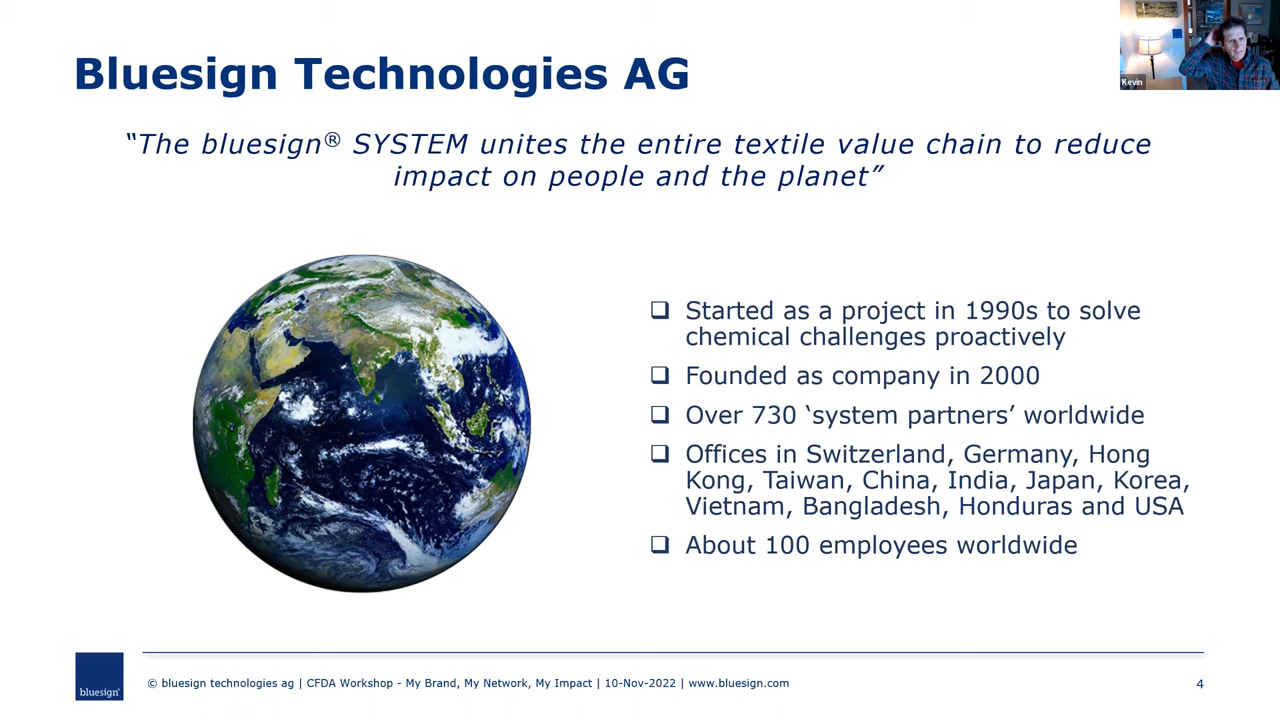 Bluesign Technologies AG
Kevin
“The bluesign® SYSTEM unites the entire textile value chain to reduce
impact on people and the planet”
Started as a project in 1990s to solve
chemical challenges proactively
Founded as company in 2000
Over 730 ‘system partners’ worldwide
Offices in Switzerland, Germany, Hong
Kong, Taiwan, China, India, Japan, Korea,
Vietnam, Bangladesh, Honduras and USA
About 100 employees worldwide
bluesign®
© bluesign technologies ag | CFDA Workshop - My Brand, My Network, My Impact | 10-Nov-2022 | www.bluesign.com
4